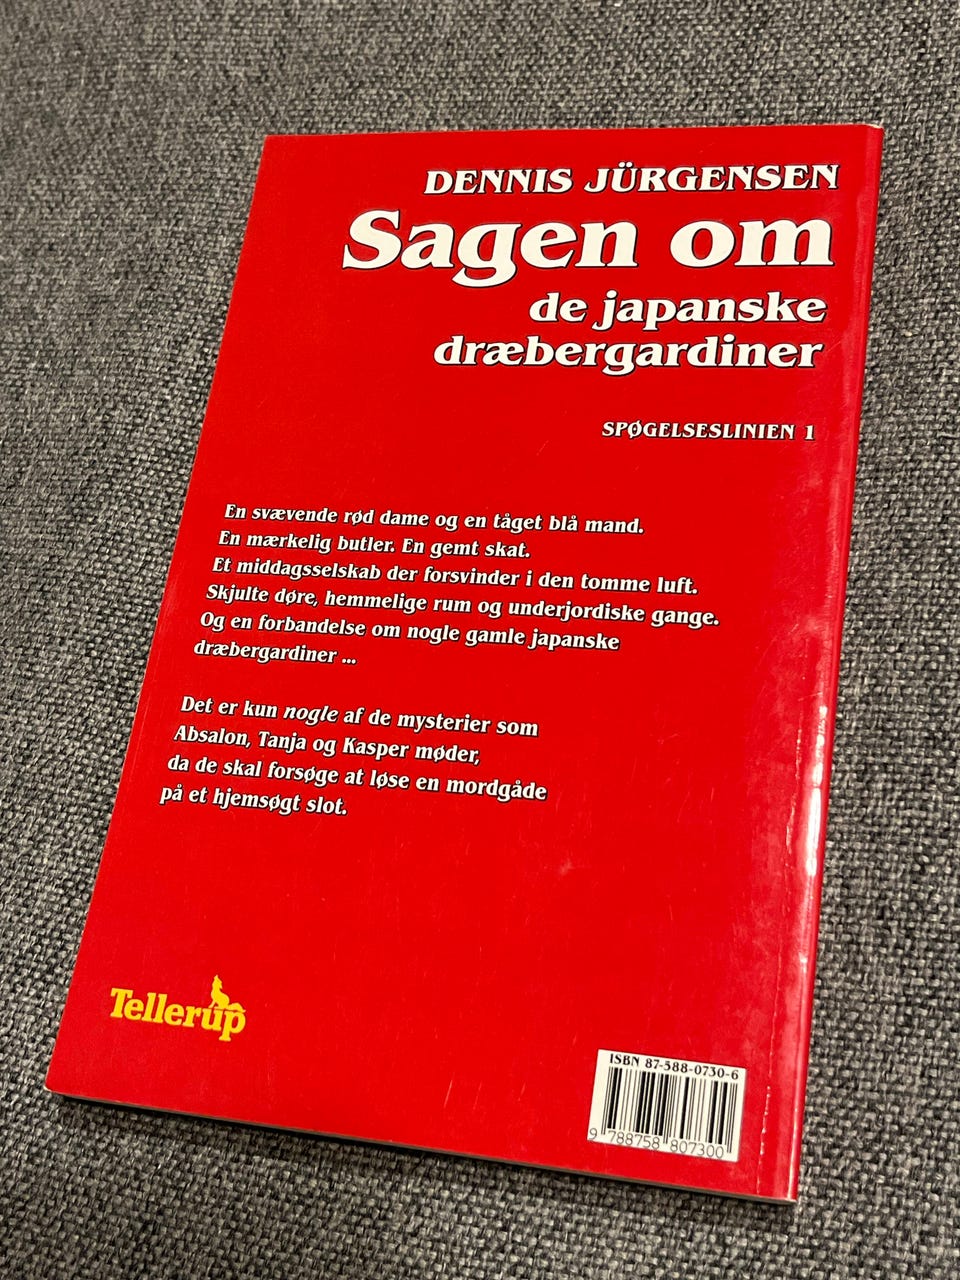 DENNIS JÜRGENSEN
Sagen om
de japanske
dræbergardiner
SPØGELSESLINIEN 1
En svævende rød dame og en tåget blå mand.
En mærkelig butler. En gemt skat.
Et middagsselskab der forsvinder i den tomme luft.
Skjulte døre, hemmelige rum og underjordiske gange.
Og en forbandelse om nogle gamle japanske
dræbergardiner ...
Det er kun nogle af de mysterier som
Absalon, Tanja og Kasper møder,
da de skal forsøge at løse en mordgåde
på et hjemsøgt slot.
Tellerup
ISBN 87-588-0730-6
9 788758 807300